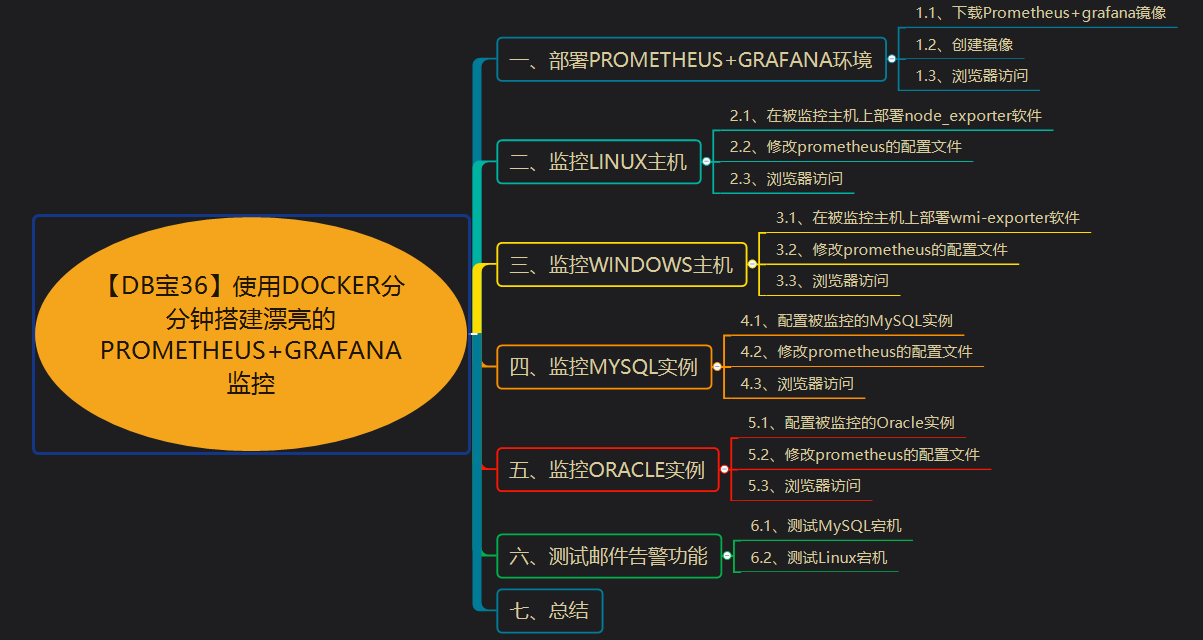 【DB宝36】使用DOCKER分
分钟搭建漂亮的
PROMETHEUS+GRAFANA
监控
一、部署PROMETHEUS+GRAFANA环境
1.1、下载Prometheus+grafana镜像
1.2、创建镜像
1.3、浏览器访问
二、监控LINUX主机
2.1、在被监控主机上部署node_exporter软件
2.2、修改prometheus的配置文件
2.3、浏览器访问
三、监控WINDOWS主机
3.1、在被监控主机上部署wmi-exporter软件
3.2、修改prometheus的配置文件
3.3、浏览器访问
四、监控MYSQL实例
4.1、配置被监控的MySQL实例
4.2、修改prometheus的配置文件
4.3、浏览器访问
五、监控ORACLE实例
5.1、配置被监控的Oracle实例
5.2、修改prometheus的配置文件
5.3、浏览器访问
六、测试邮件告警功能
6.1、测试MySQL宕机
6.2、测试Linux宕机
七、总结